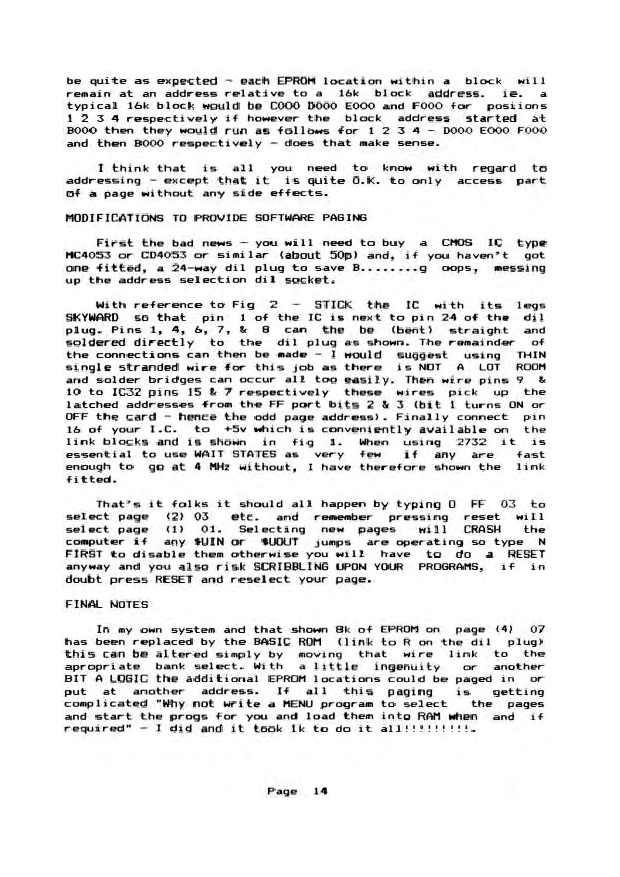 be quite as expected - each EPROM location within a block will
remain at an address relative to a 16k block address. ie. a
typical 16k block would be C000 D000 E000 and F000 for posiions
1 2 3 4 respectively if however the block address started at
B000 then they would run as follows for 1 2 3 4 - D000 E000 F000
and then B000 respectively - does that make sense.
I think that is all you need to know with regard to
addressing - except that it is quite O.K. to only access part
of a page without any side effects.
MODIFICATIONS TO PROVIDE SOFTWARE PAGING
First the bad news - you will need to buy a CMOS IC type
MC4053 or CD4053 or similar (about 50p) and, if you haven't got
one fitted, a 24-way dil plug to save B........g oops, messing
up the address selection dil socket.
With reference to Fig 2 - STICK the IC with its legs
SKYWARD so that pin 1 of the IC is next to pin 24 of the dil
plug. Pins 1, 4, 6, 7, & 8 can the be (bent) straight and
soldered directly to the dil plug as shown. The remainder of
the connections can then be made - I would suggest using THIN
single stranded wire for this job as there is NOT A LOT ROOM
and solder bridges can occur all too easily. Then wire pins 9 &
10 to IC32 pins 15 & 7 respectively these wires pick up the
latched addresses from the FF port bits 2 & 3 (bit 1 turns ON or
OFF the card - hence the odd page address). Finally connect pin
16 of your I.C. to +5v which is conveniently available on the
link blocks and is shown in fig 1. When using 2732 it is
essential to use WAIT STATES as very few if any are fast
enough to go at 4 MHz without, I have therefore shown the link
fitted.
That's it folks it should all happen by typing O FF 03 to
select page (2) 03 etc. and remember pressing reset will
select page (1) 01. Selecting new pages will CRASH the
computer if any $UIN or $UOUT jumps are operating so type N
FIRST to disable them otherwise you will have to do a RESET
anyway and you also risk SCRIBBLING UPON YOUR PROGRAMS, if in
doubt press RESET and reselect your page.
FINAL NOTES
In my own system and that shown 8k of EPROM on page (4) 07
has been replaced by the BASIC ROM (link to R on the dil plug)
this can be altered simply by moving that wire link to the
apropriate bank select. With a little ingenuity or another
BIT A LOGIC the additional EPROM locations could be paged in or
put at another address. If all this paging is getting
complicated "Why not write a MENU program to select the pages
and start the progs for you and load them into RAM when and if
required" - I did and it took 1k to do it all!!!!!!!!!.
Page 14